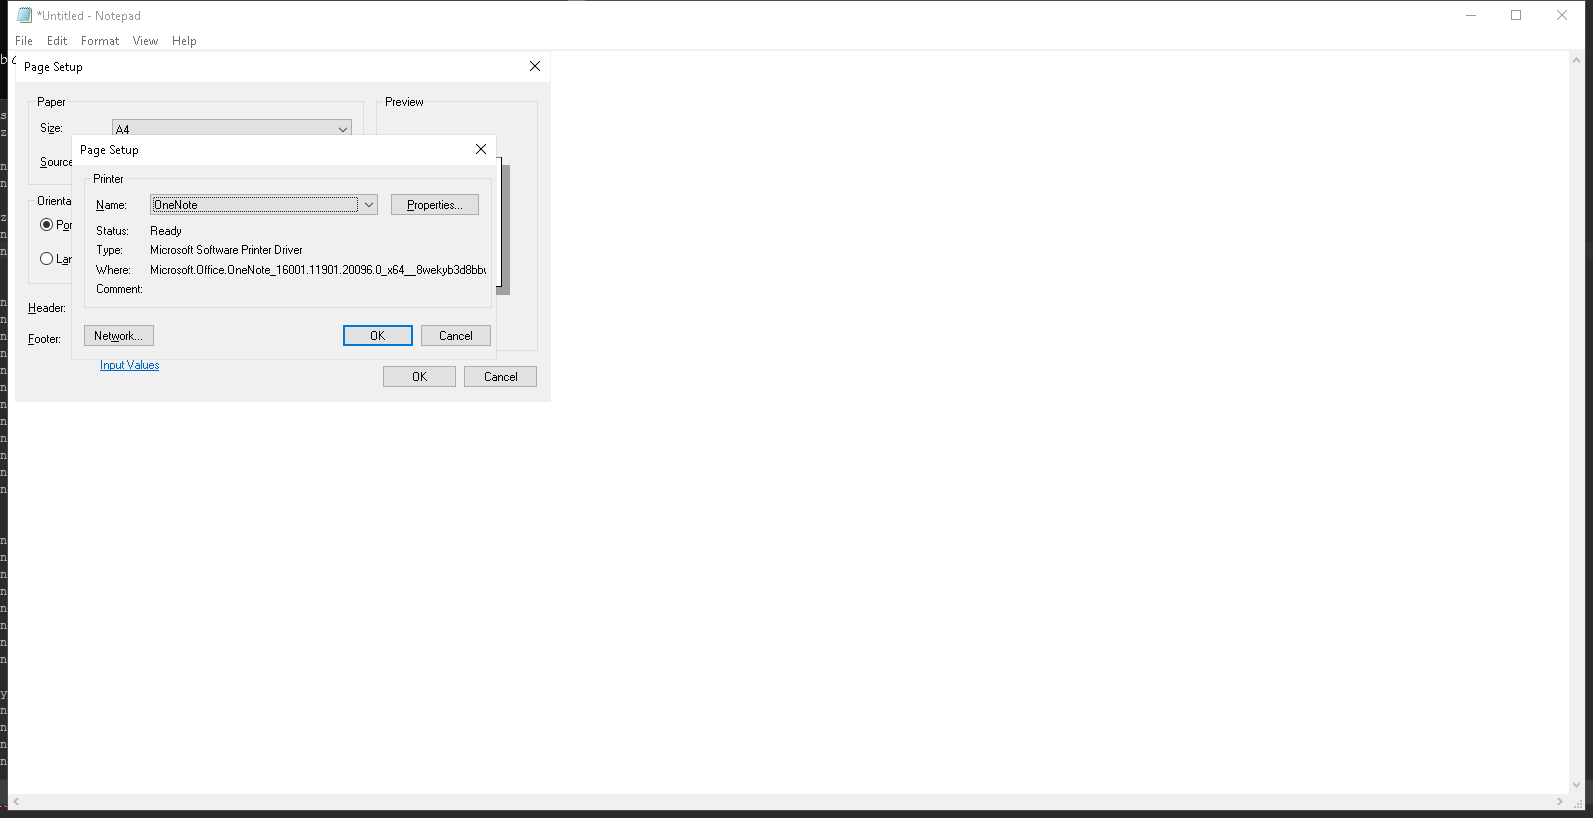 *Untitled - Notepad
File Edit Format View Help
Page Setup
Paper
Size: A4
Source
Preview
Page Setup
Printer
Name: OneNote Properties...
Status: Ready
Type: Microsoft Software Printer Driver
Where: Microsoft.Office.OneNote_16001.11901.20096.0_x64__8wekyb3d8bbw
Comment:
Network... OK Cancel
Orienta
Por
Lar
Header:
Footer:
Input Values
OK Cancel